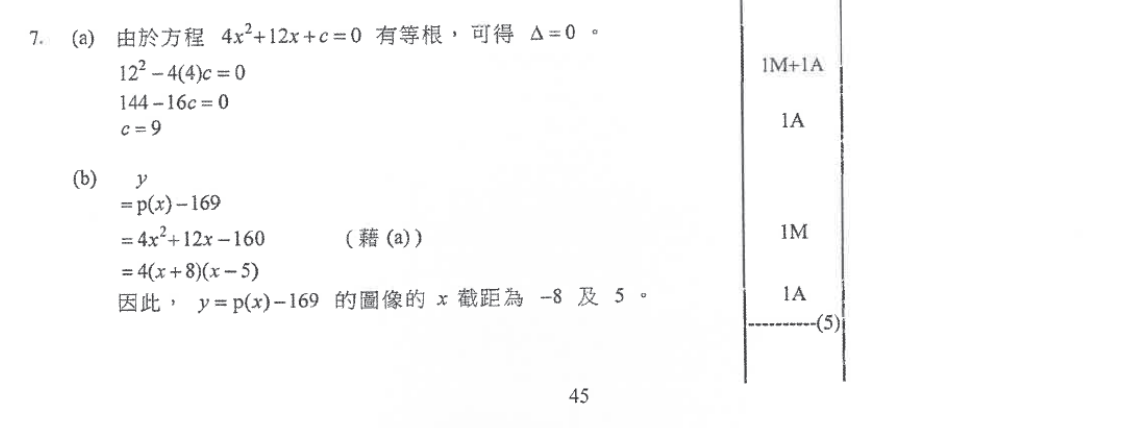 7. (a) 由於方程 4x²+12x+c=0 有等根，可得 Δ=0 。
12² – 4(4)c = 0
1M+1A
144 – 16c = 0
c = 9
1A
(b) y
= p(x) – 169
= 4x²+12x – 160 （藉 (a)）
1M
= 4(x+8)(x–5)
因此， y = p(x) – 169 的圖像的 x 截距為 –8 及 5 。
1A
----------(5)
45